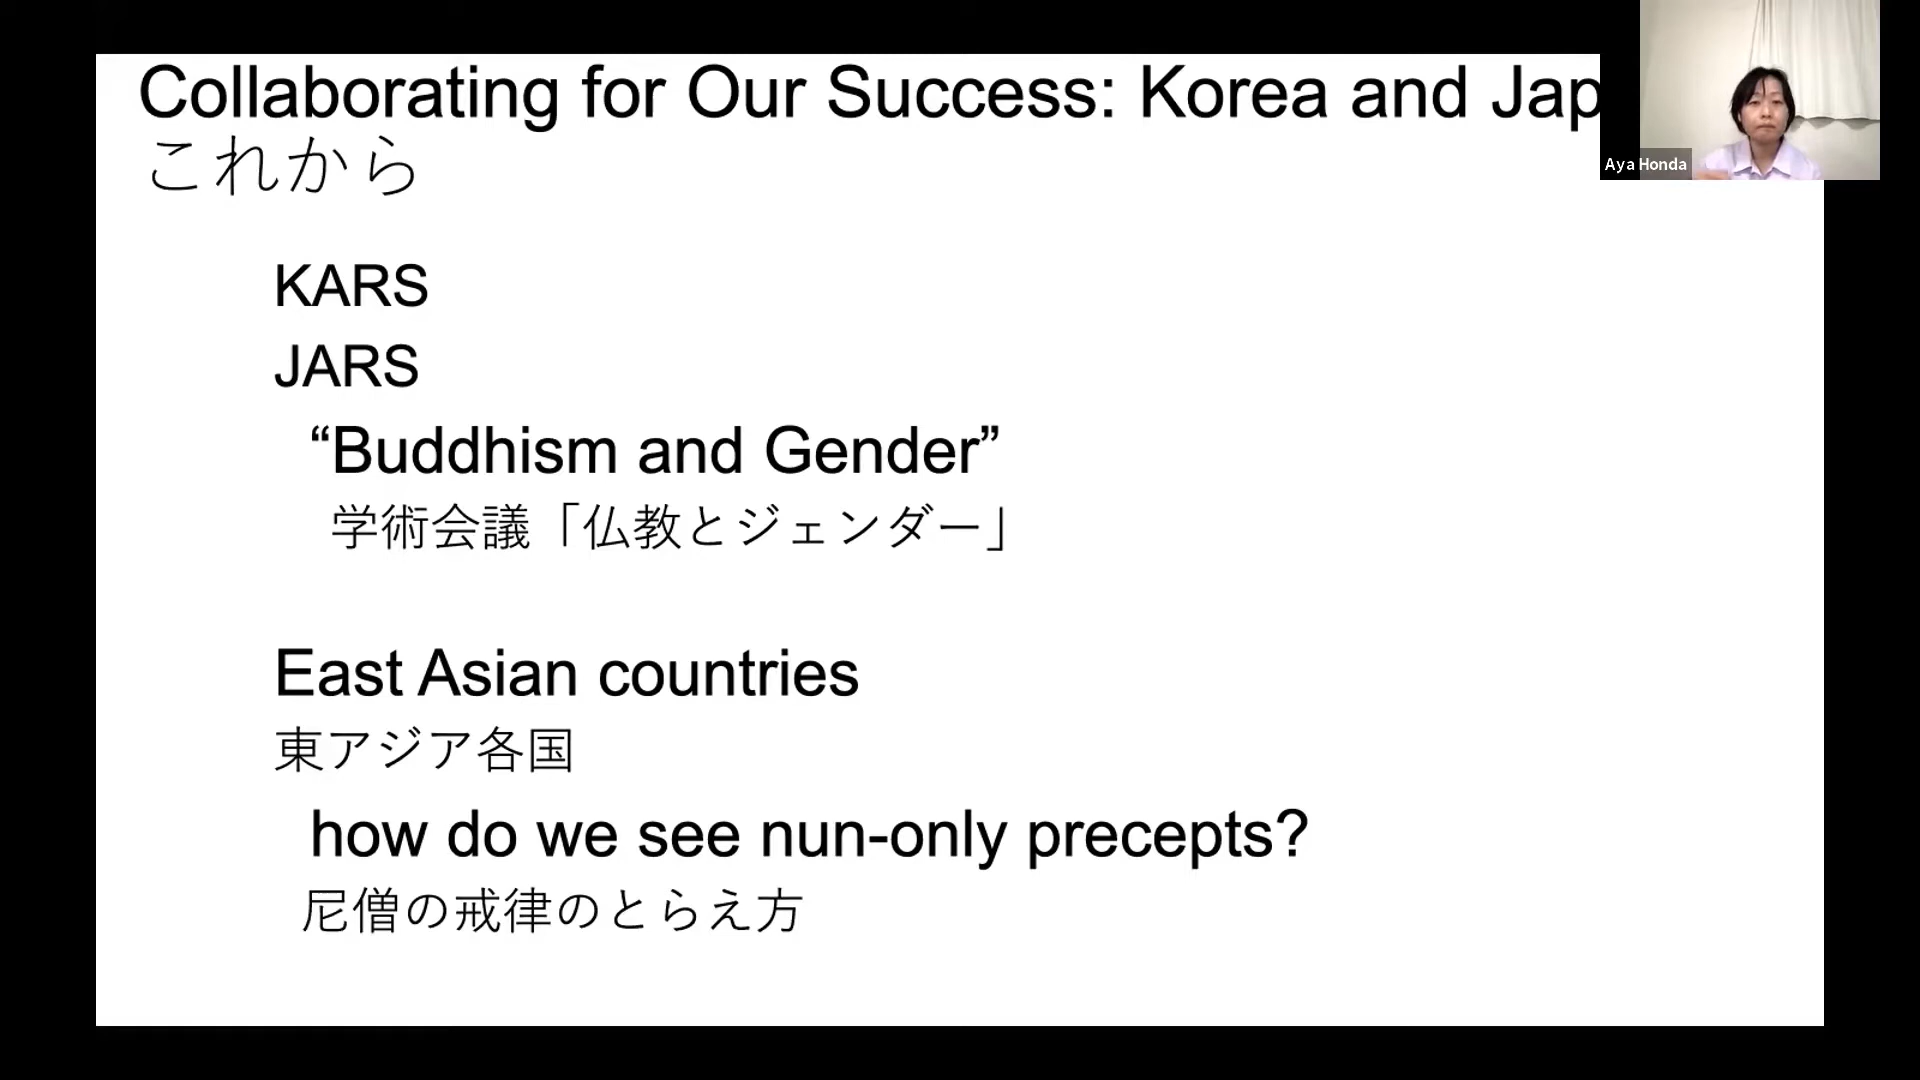 Collaborating for Our Success: Korea and Jap
これから
Aya Honda
KARS
JARS
“Buddhism and Gender”
学術会議「仏教とジェンダー」
East Asian countries
東アジア各国
how do we see nun-only precepts?
尼僧の戒律のとらえ方